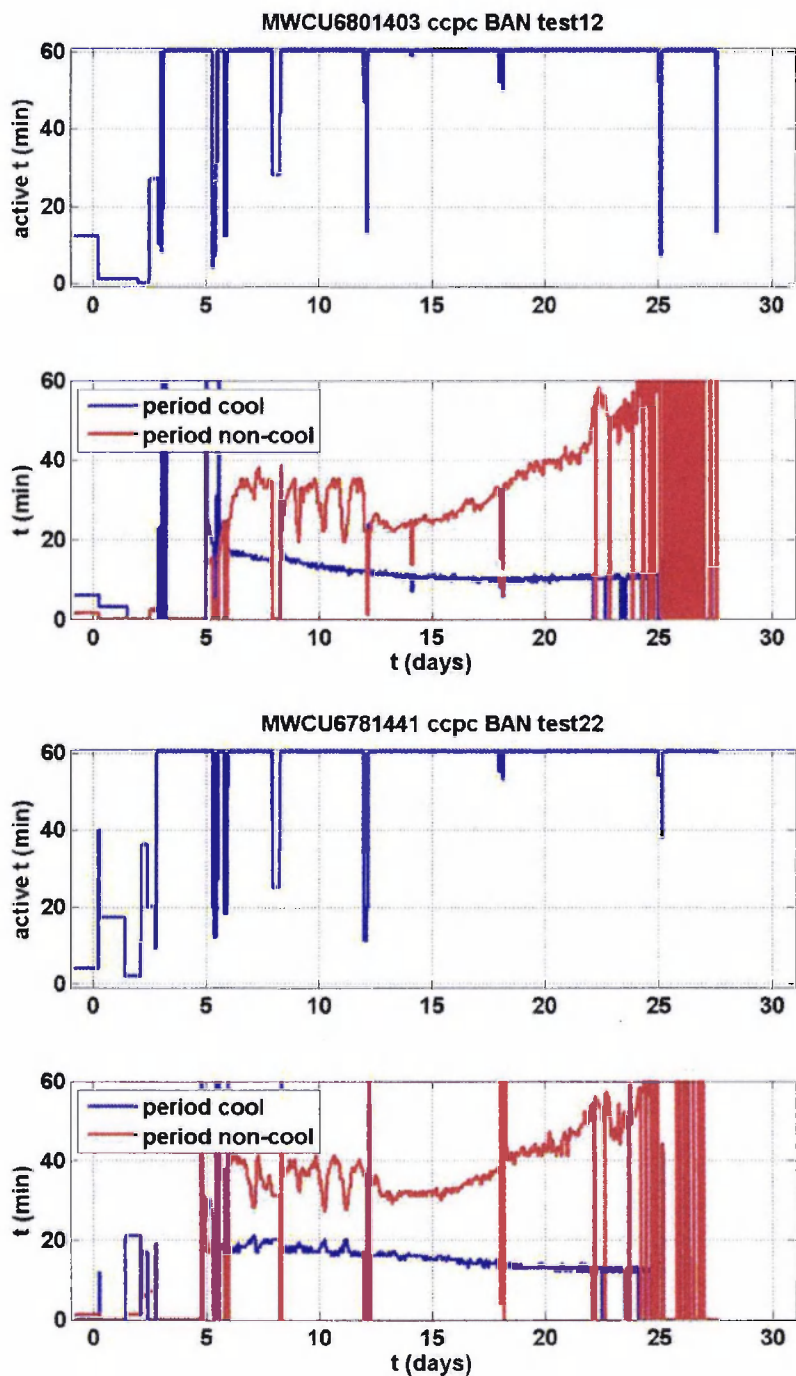 MWCU6801403 ccpc BAN test12
active t (min)
60
40
20
0
0 5 10 15 20 25 30
t (min)
60
40
20
0
period cool
period non-cool
0 5 10 15 20 25 30
t (days)
MWCU6781441 ccpc BAN test22
active t (min)
60
40
20
0
0 5 10 15 20 25 30
t (min)
60
40
20
0
period cool
period non-cool
0 5 10 15 20 25 30
t (days)